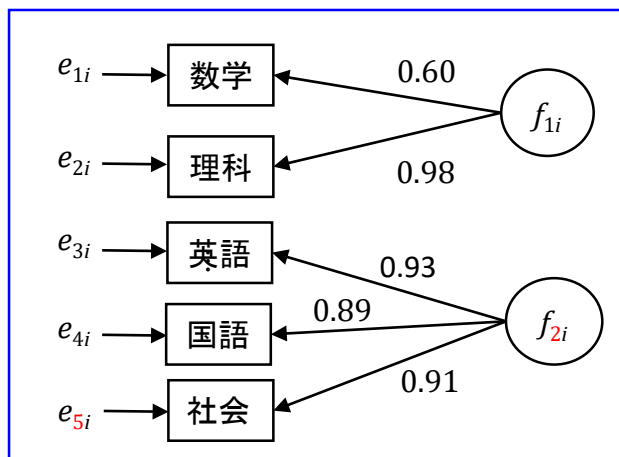 e1i
数学
0.60
f1i
e2i
理科
0.98
e3i
英語
0.93
e4i
国語
0.89
f2i
e5i
社会
0.91